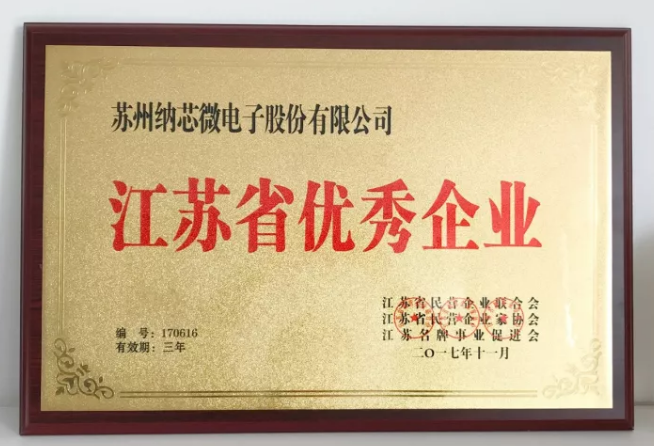 苏州纳芯微电子股份有限公司
江苏省优秀企业
编 号：170616
有效期：三年
江苏省民营企业联合会
江苏省民营企业家协会
江苏名牌事业促进会
二〇一七年十一月